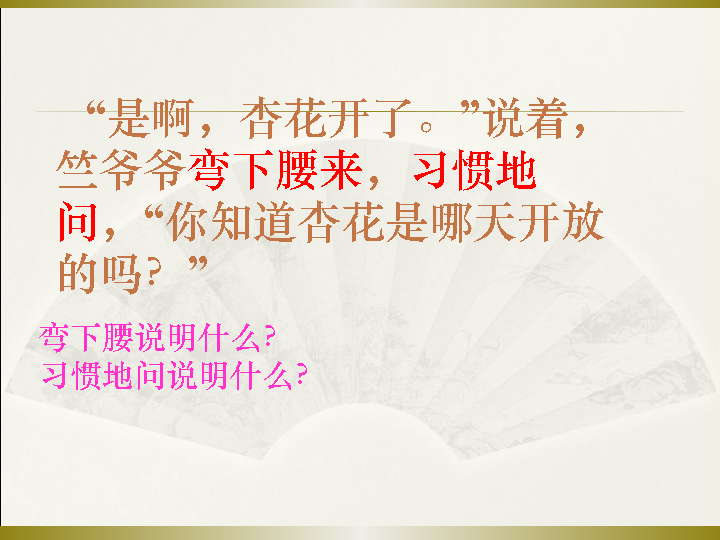 “是啊，杏花开了。”说着，
竺爷爷弯下腰来，习惯地
问，“你知道杏花是哪天开放
的吗？”
弯下腰说明什么?
习惯地问说明什么?